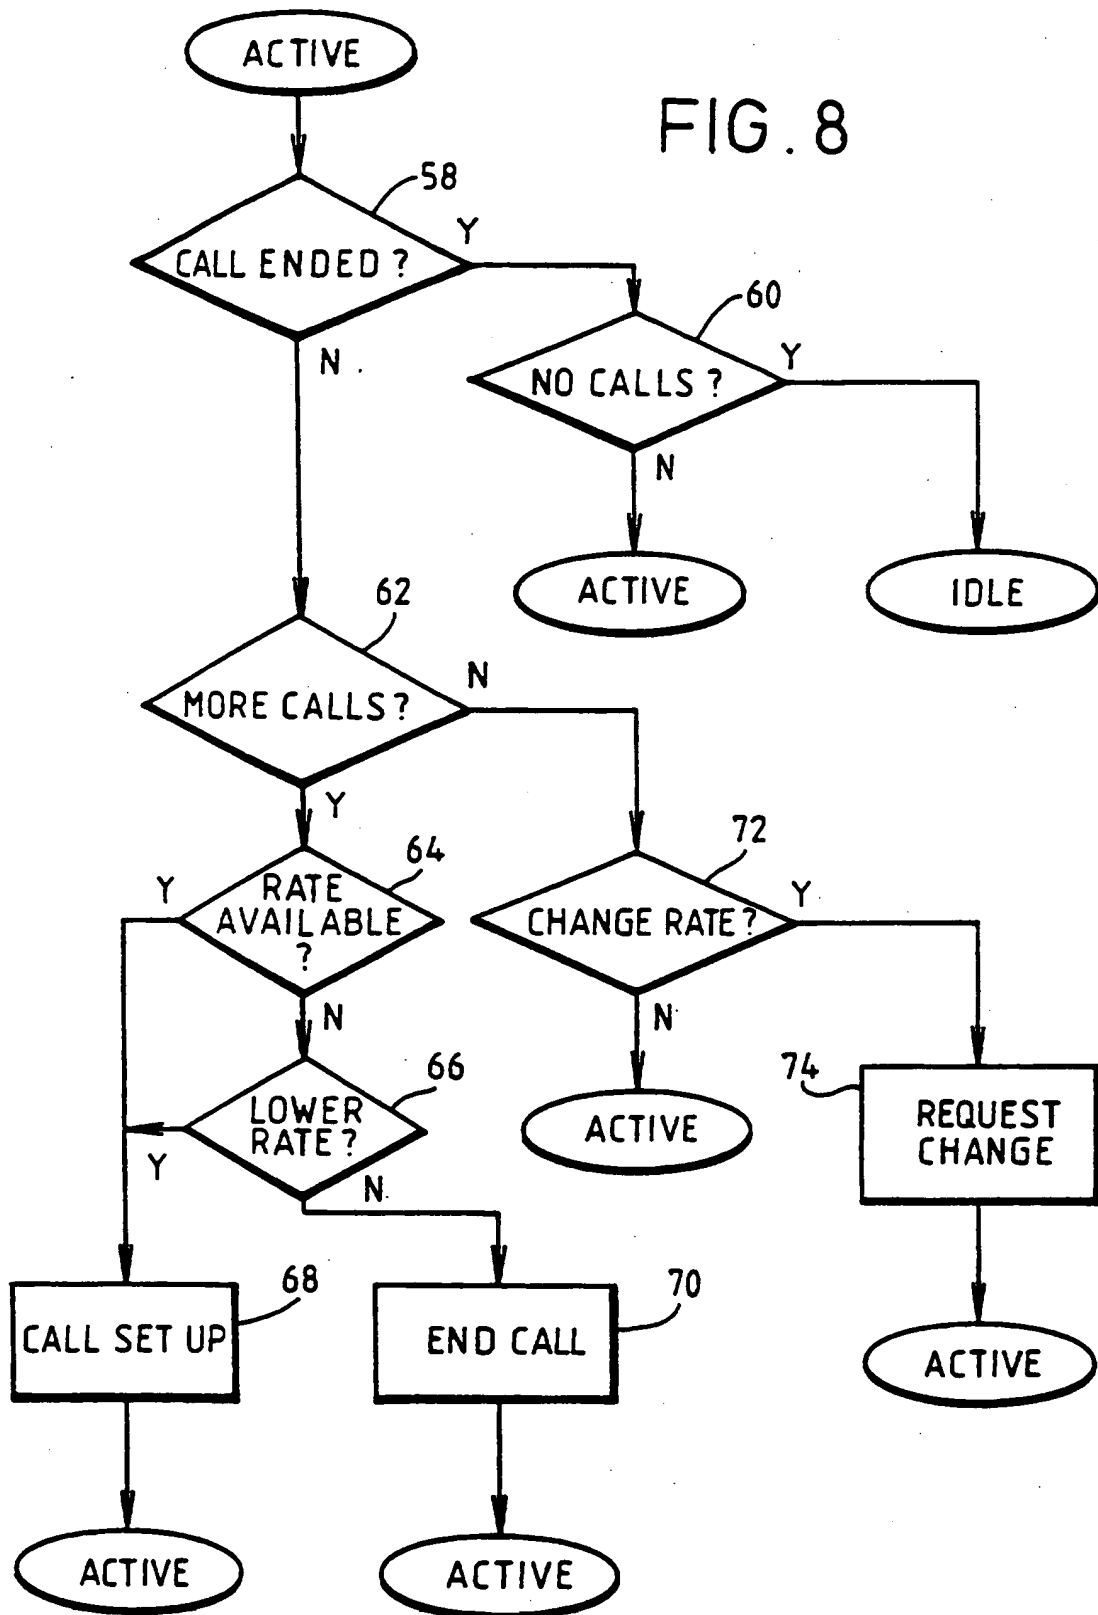 ACTIVE
FIG. 8
58
CALL ENDED ?
Y
N
60
NO CALLS ?
Y
N
ACTIVE
IDLE
62
MORE CALLS ?
N
Y
64
RATE
AVAILABLE
?
Y
N
72
CHANGE RATE ?
Y
N
66
LOWER
RATE ?
Y
N
ACTIVE
74
REQUEST
CHANGE
68
CALL SET UP
70
END CALL
ACTIVE
ACTIVE
ACTIVE